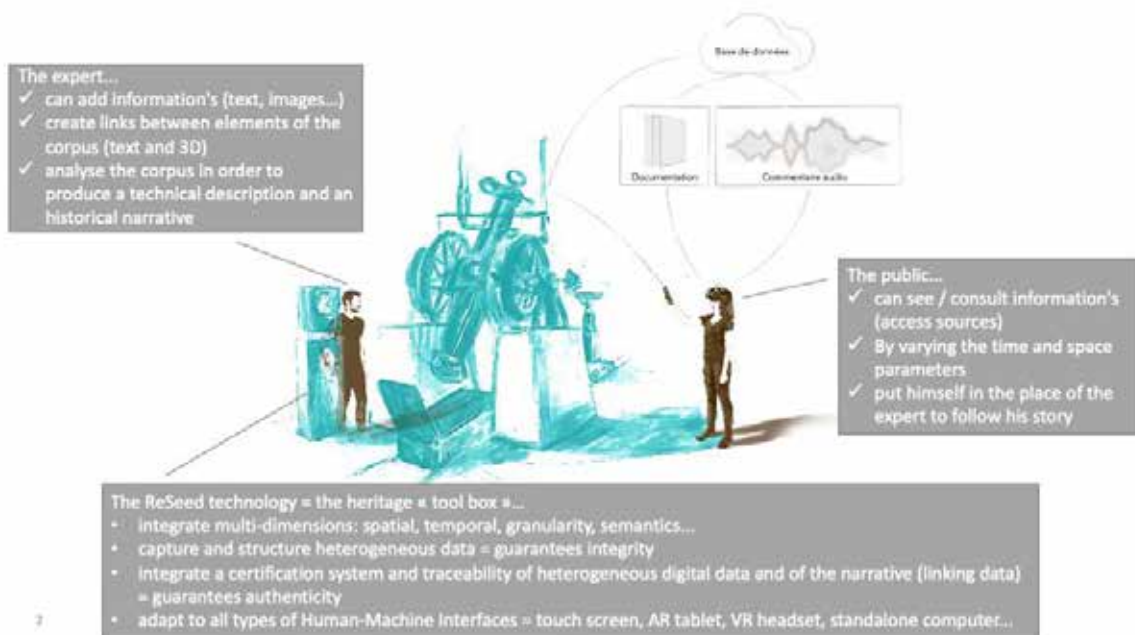 Base de données
Documentation
Commentaire audio
The expert...
✓ can add information's (text, images...)
✓ create links between elements of the
corpus (text and 3D)
✓ analyse the corpus in order to
produce a technical description and an
historical narrative
The public...
✓ can see / consult information's
(access sources)
✓ By varying the time and space
parameters
✓ put himself in the place of the
expert to follow his story
The ReSeed technology = the heritage « tool box »...
• integrate multi-dimensions: spatial, temporal, granularity, semantics...
• capture and structure heterogeneous data = guarantees integrity
• integrate a certification system and traceability of heterogeneous digital data and of the narrative (linking data)
= guarantees authenticity
• adapt to all types of Human-Machine Interfaces = touch screen, AR tablet, VR headset, standalone computer...
2